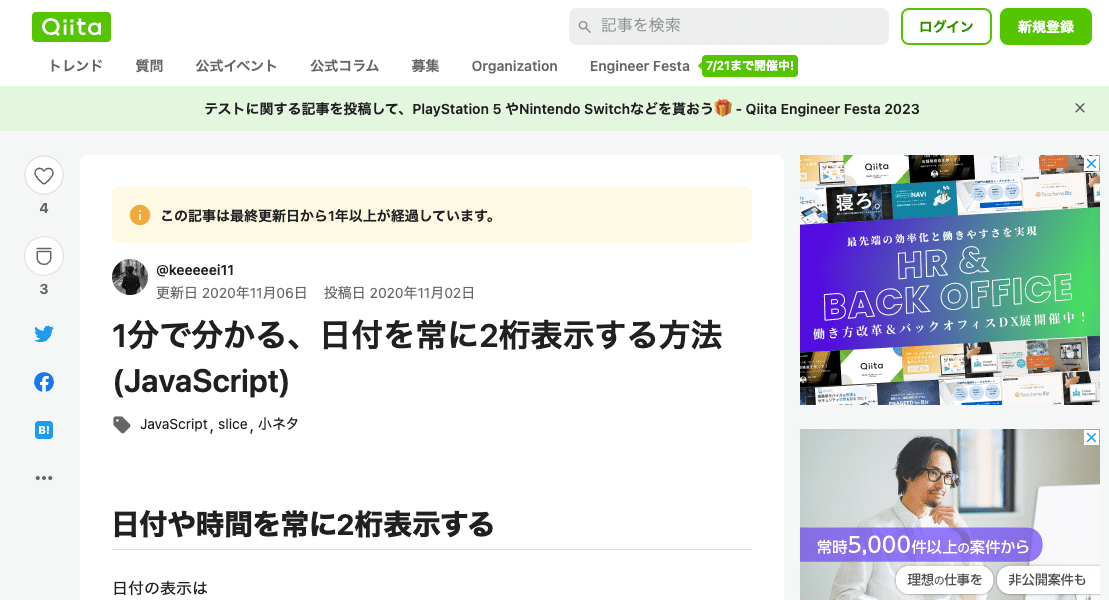 Qiita
記事を検索
ログイン
新規登録
トレンド
質問
公式イベント
公式コラム
募集
Organization
Engineer Festa
7/21まで開催中!
テストに関する記事を投稿して、PlayStation 5 やNintendo Switchなどを貰おう🎁 - Qiita Engineer Festa 2023
4
3
B!
この記事は最終更新日から1年以上が経過しています。
@keeeeei11
更新日 2020年11月06日 投稿日 2020年11月02日
1分で分かる、日付を常に2桁表示する方法
(JavaScript)
JavaScript, slice, 小ネタ
日付や時間を常に2桁表示する
日付の表示は
Qiita
寝ろ。
NAVI
最先端の効率化と働きやすさを実現
HR &
BACK OFFICE
働き方改革&バックオフィスDX展開催中!
Qiita
常時5,000件以上の案件から
理想の仕事を
非公開案件も